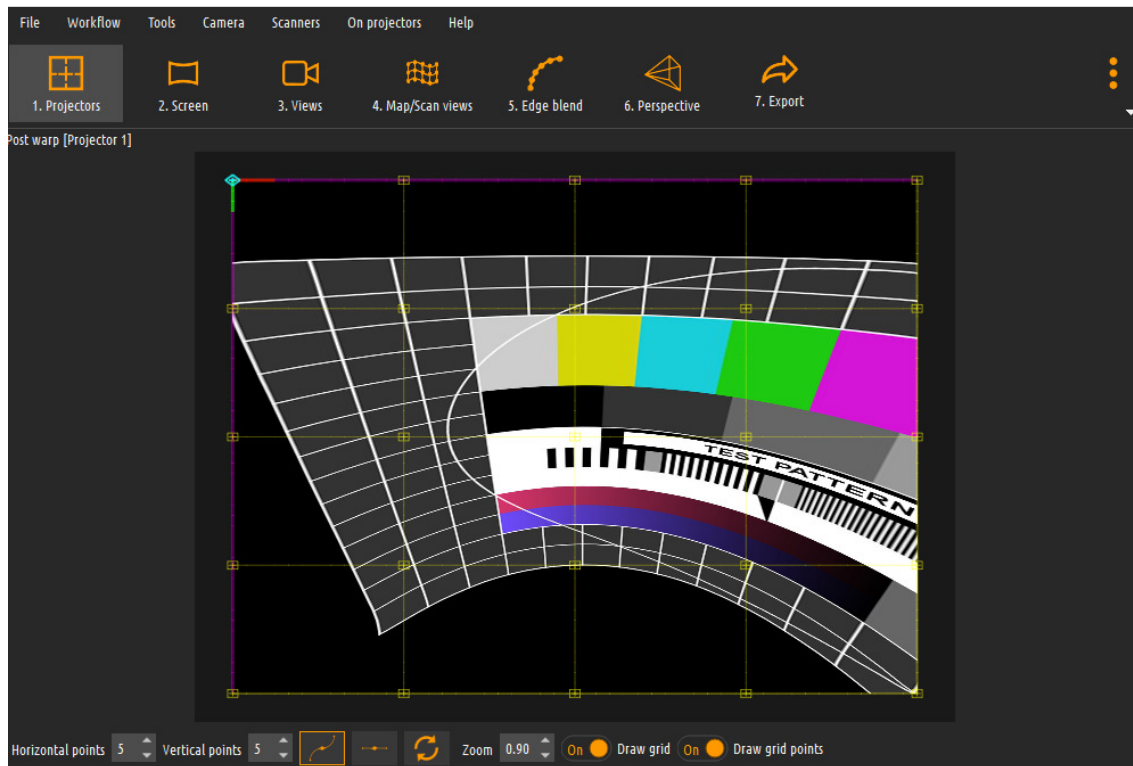 File Workflow Tools Camera Scanners On projectors Help
1. Projectors 2. Screen 3. Views 4. Map/Scan views 5. Edge blend 6. Perspective 7. Export
Post warp [Projector 1]
TEST PATTERN
Horizontal points 5 Vertical points 5 Zoom 0.90 On Draw grid On Draw grid points